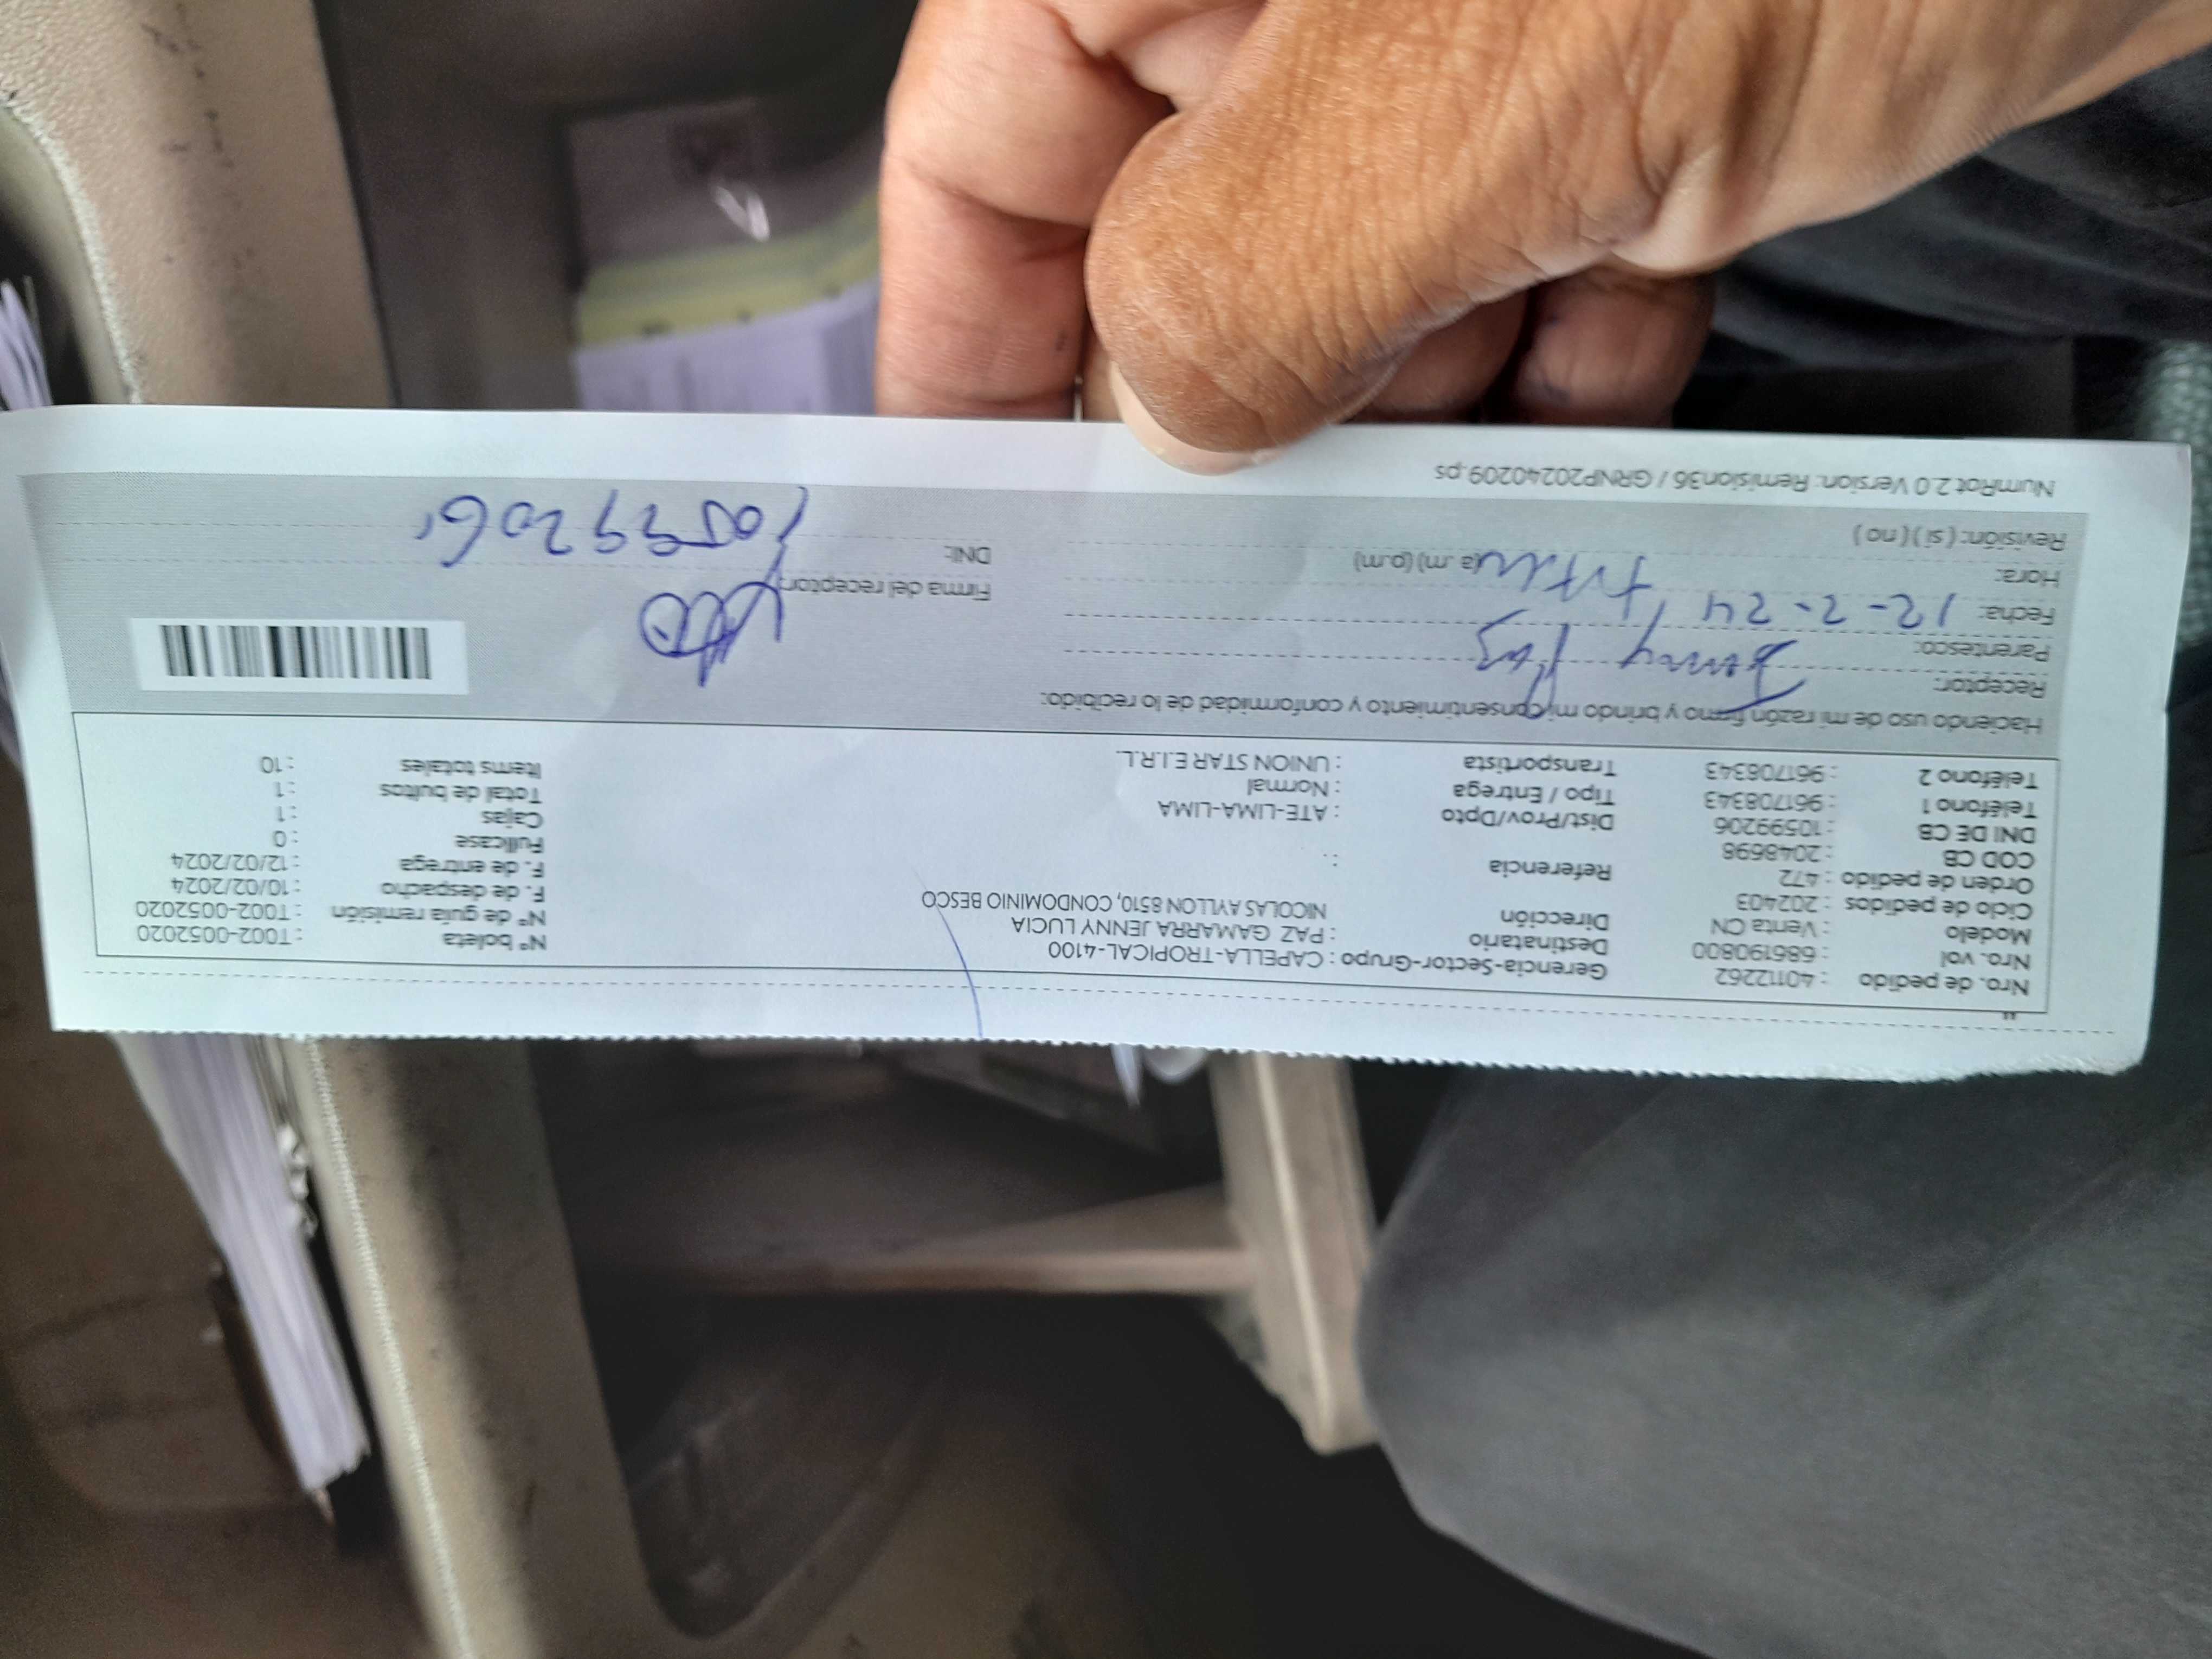 Nro. de pedido : 40112262
Nro. vol : 686190800
Modelo : Venta CN
Ciclo de pedidos : 202403
Orden de pedido : 472
COD CB : 2048698
DNI DE CB : 10599206
Teléfono 1 : 961708343
Teléfono 2 : 961708343
Gerencia-Sector-Grupo : CAPELLA-TROPICAL-4100
Destinatario : PAZ GAMARRA JENNY LUCIA
Dirección NICOLAS AYLLON 8510, CONDOMINIO BESCO
Referencia : .
Dist/Prov/Dpto : ATE-LIMA-LIMA
Tipo / Entrega : Normal
Transportista : UNION STAR E.I.R.L.
N° boleta : T002-0052020
N° de guía remisión : T002-0052020
F. de despacho : 10/02/2024
F. de entrega : 12/02/2024
Fullcase : 0
Cajas : 1
Total de bultos : 1
Items totales : 10
Haciendo uso de mi razón firmo y brindo mi consentimiento y conformidad de lo recibido:
Receptor: Jenny Paz
Parentesco:
Fecha: 12-2-24
Hora: (a .m) (p.m)
Revisión: ( si ) ( no )
Firma del receptor:
DNI: 10599206
NumRot 2.0 Version: Remision36 / GRNP20240209.ps